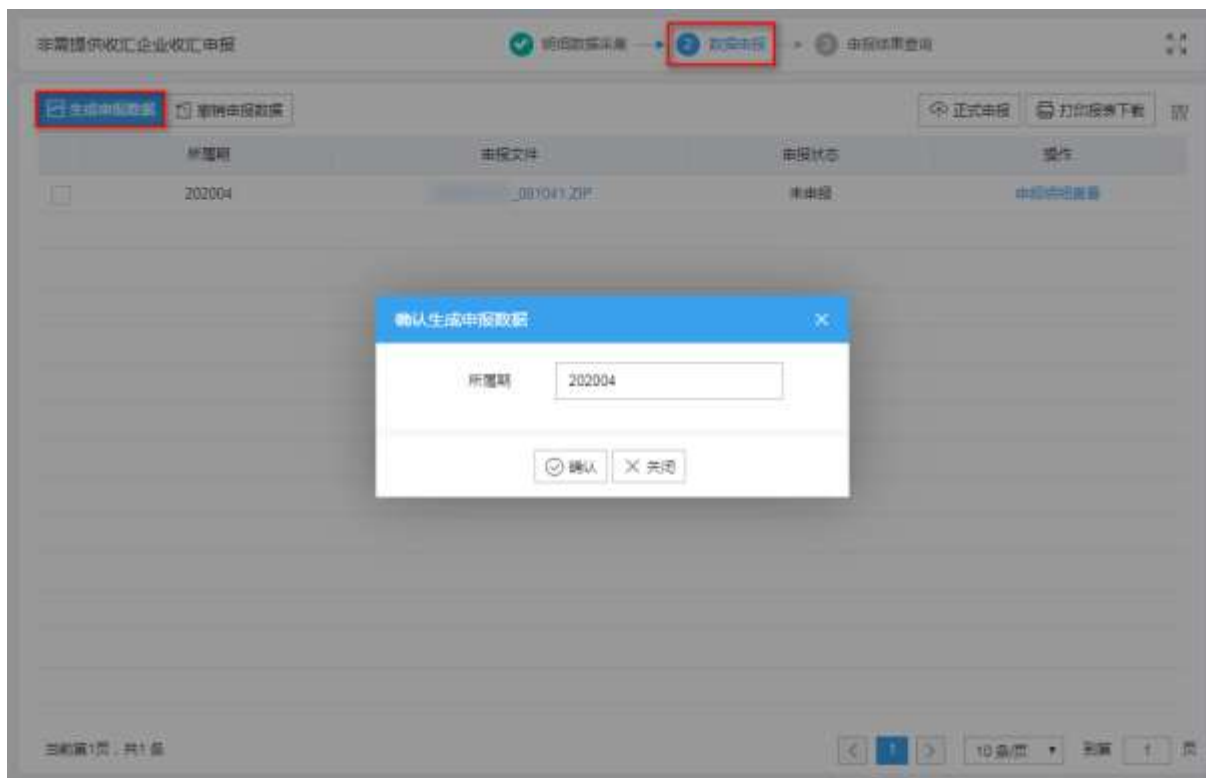 非需提供收汇企业收汇申报
明细数据采集
2 数据申报
3 申报结果查询
生成申报数据 撤销申报数据
正式申报 打印报表下载
所属期 申报文件 申报状态 操作
202004 _081041.ZIP 未申报 申报明细查看
确认生成申报数据
所属期 202004
确认 关闭
当前第1页，共1 条
1 10 条/页 到第 1 页